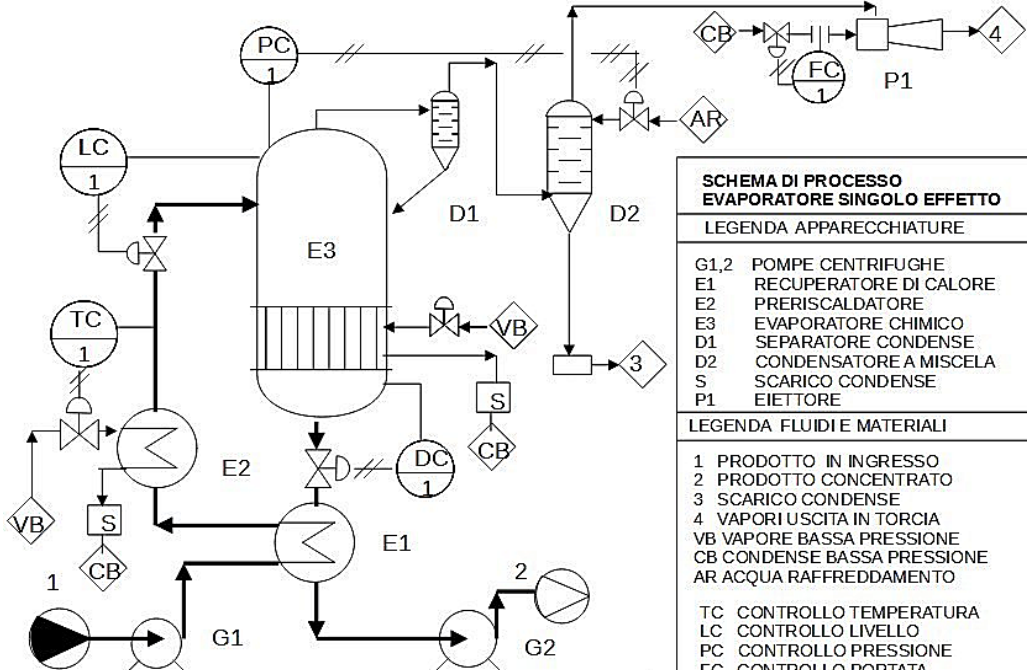 PC
1
CB
4
FC
1
P1
AR
LC
1
D1
D2
E3
TC
1
VB
3
S
CB
E2
DC
1
VB
S
CB
E1
1
2
G1
G2
SCHEMA DI PROCESSO
EVAPORATORE SINGOLO EFFETTO
LEGENDA APPARECCHIATURE
G1,2 POMPE CENTRIFUGHE
E1 RECUPERATORE DI CALORE
E2 PRERISCALDATORE
E3 EVAPORATORE CHIMICO
D1 SEPARATORE CONDENSE
D2 CONDENSATORE A MISCELA
S SCARICO CONDENSE
P1 EIETTORE
LEGENDA FLUIDI E MATERIALI
1 PRODOTTO IN INGRESSO
2 PRODOTTO CONCENTRATO
3 SCARICO CONDENSE
4 VAPORI USCITA IN TORCIA
VB VAPORE BASSA PRESSIONE
CB CONDENSE BASSA PRESSIONE
AR ACQUA RAFFREDDAMENTO
TC CONTROLLO TEMPERATURA
LC CONTROLLO LIVELLO
PC CONTROLLO PRESSIONE
FC CONTROLLO PORTATA